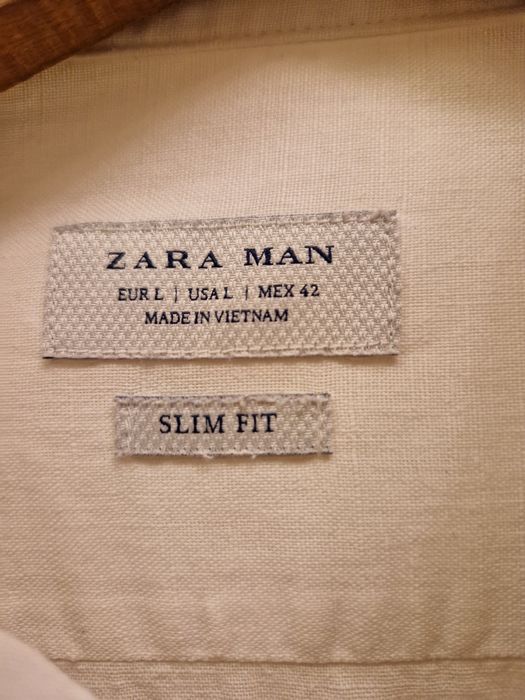 ZARA MAN
EUR L | USA L | MEX 42
MADE IN VIETNAM
SLIM FIT